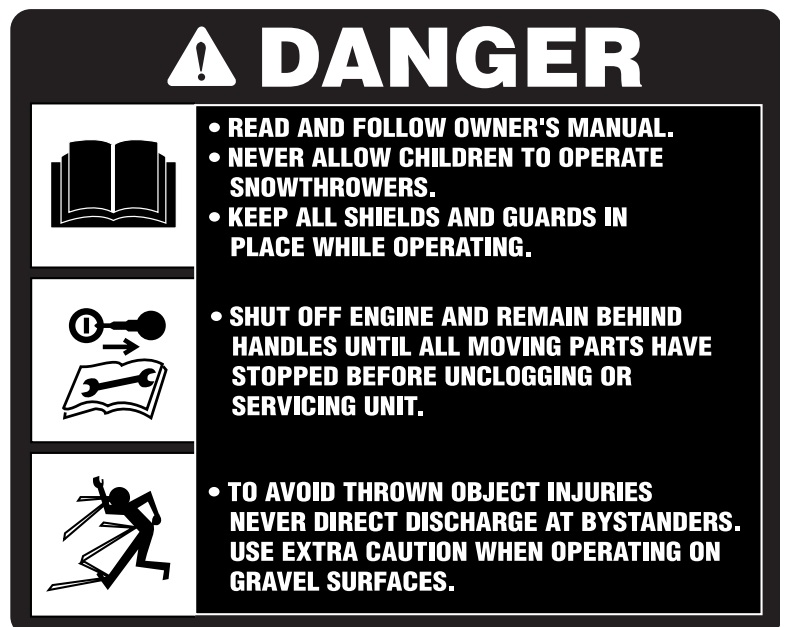 DANGER
• READ AND FOLLOW OWNER'S MANUAL.
• NEVER ALLOW CHILDREN TO OPERATE
SNOWTHROWERS.
• KEEP ALL SHIELDS AND GUARDS IN
PLACE WHILE OPERATING.
• SHUT OFF ENGINE AND REMAIN BEHIND
HANDLES UNTIL ALL MOVING PARTS HAVE
STOPPED BEFORE UNCLOGGING OR
SERVICING UNIT.
• TO AVOID THROWN OBJECT INJURIES
NEVER DIRECT DISCHARGE AT BYSTANDERS.
USE EXTRA CAUTION WHEN OPERATING ON
GRAVEL SURFACES.